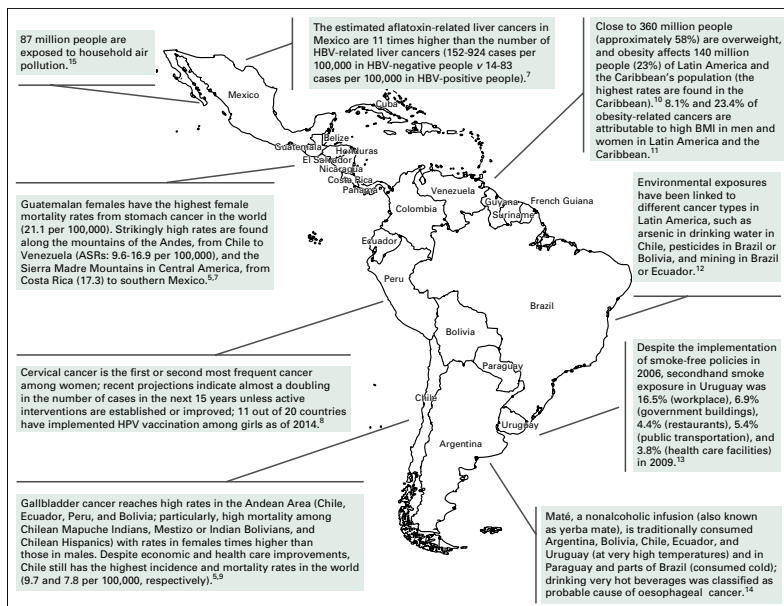 87 million people are
exposed to household air
pollution.15
The estimated aflatoxin-related liver cancers in
Mexico are 11 times higher than the number of
HBV-related liver cancers (152-924 cases per
100,000 in HBV-negative people v 14-83
cases per 100,000 in HBV-positive people).7
Close to 360 million people
(approximately 58%) are overweight,
and obesity affects 140 million
people (23%) of Latin America and
the Caribbean's population (the
highest rates are found in the
Caribbean).10 8.1% and 23.4% of
obesity-related cancers are
attributable to high BMI in men and
women in Latin America and the
Caribbean.11
Mexico
Cuba
Belize
Guatemala
Honduras
El Salvador
Nicaragua
Costa Rica
Panama
Venezuela
Guyana
French Guiana
Suriname
Colombia
Ecuador
Peru
Brazil
Bolivia
Paraguay
Chile
Uruguay
Argentina
Guatemalan females have the highest female
mortality rates from stomach cancer in the world
(21.1 per 100,000). Strikingly high rates are found
along the mountains of the Andes, from Chile to
Venezuela (ASRs: 9.6-16.9 per 100,000), and the
Sierra Madre Mountains in Central America, from
Costa Rica (17.3) to southern Mexico.5,7
Environmental exposures
have been linked to
different cancer types in
Latin America, such as
arsenic in drinking water in
Chile, pesticides in Brazil or
Bolivia, and mining in Brazil
or Ecuador.12
Cervical cancer is the first or second most frequent cancer
among women; recent projections indicate almost a doubling
in the number of cases in the next 15 years unless active
interventions are established or improved; 11 out of 20 countries
have implemented HPV vaccination among girls as of 2014.8
Despite the implementation
of smoke-free policies in
2006, secondhand smoke
exposure in Uruguay was
16.5% (workplace), 6.9%
(government buildings),
4.4% (restaurants), 5.4%
(public transportation), and
3.8% (health care facilities)
in 2009.13
Gallbladder cancer reaches high rates in the Andean Area (Chile,
Ecuador, Peru, and Bolivia; particularly, high mortality among
Chilean Mapuche Indians, Mestizo or Indian Bolivians, and
Chilean Hispanics) with rates in females times higher than
those in males. Despite economic and health care improvements,
Chile still has the highest incidence and mortality rates in the world
(9.7 and 7.8 per 100,000, respectively).5,9
Maté, a nonalcoholic infusion (also known
as yerba mate), is traditionally consumed
Argentina, Bolivia, Chile, Ecuador, and
Uruguay (at very high temperatures) and in
Paraguay and parts of Brazil (consumed cold);
drinking very hot beverages was classified as
probable cause of oesophageal cancer.14